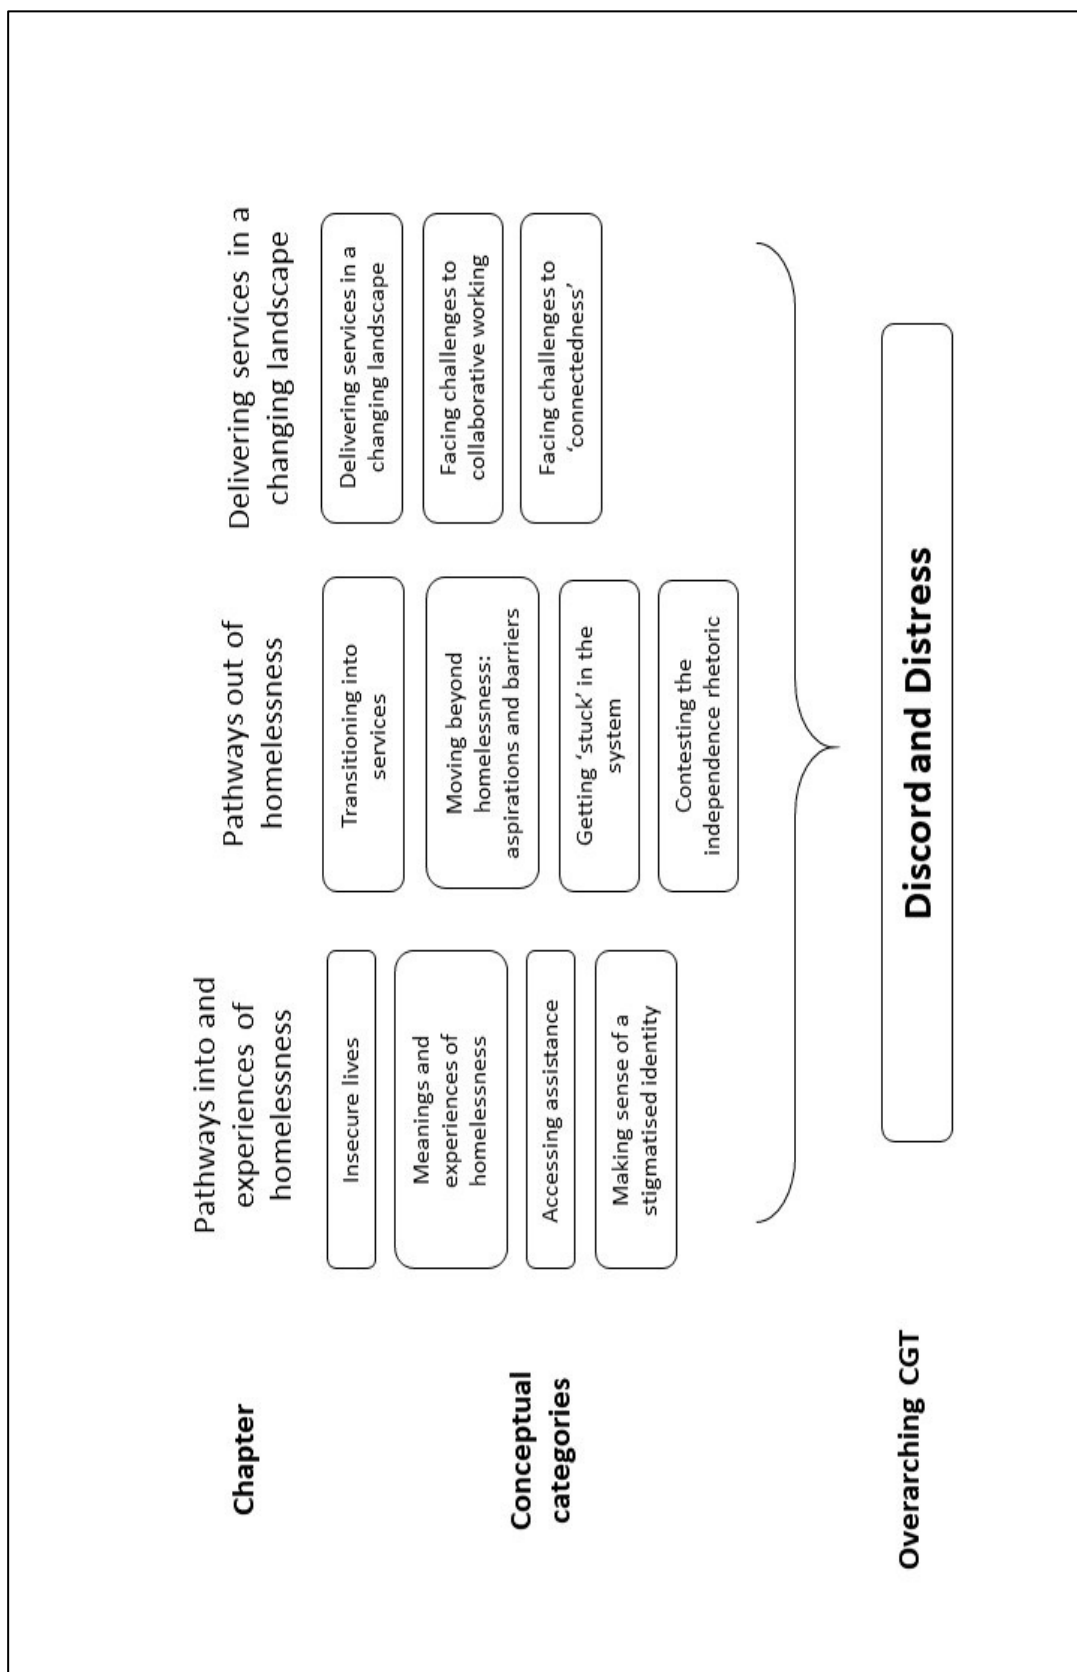 Chapter
Pathways into and
experiences of
homelessness
Pathways out of
homelessness
Delivering services in a
changing landscape
Conceptual
categories
Insecure lives
Meanings and
experiences of
homelessness
Accessing assistance
Making sense of a
stigmatised identity
Transitioning into
services
Moving beyond
homelessness:
aspirations and barriers
Getting ‘stuck’ in the
system
Contesting the
independence rhetoric
Delivering services in a
changing landscape
Facing challenges to
collaborative working
Facing challenges to
‘connectedness’
Overarching CGT
Discord and Distress